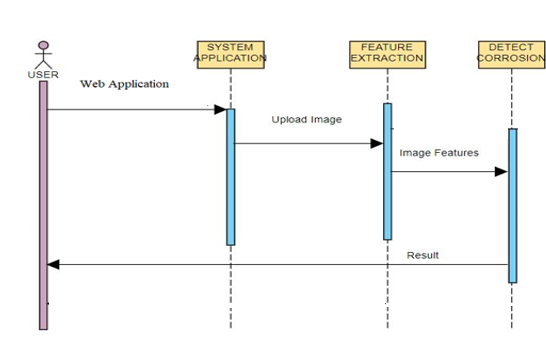 SYSTEM
APPLICATION
FEATURE
EXTRACTION
DETECT
CORROSION
USER
Web Application
Upload Image
Image Features
Result